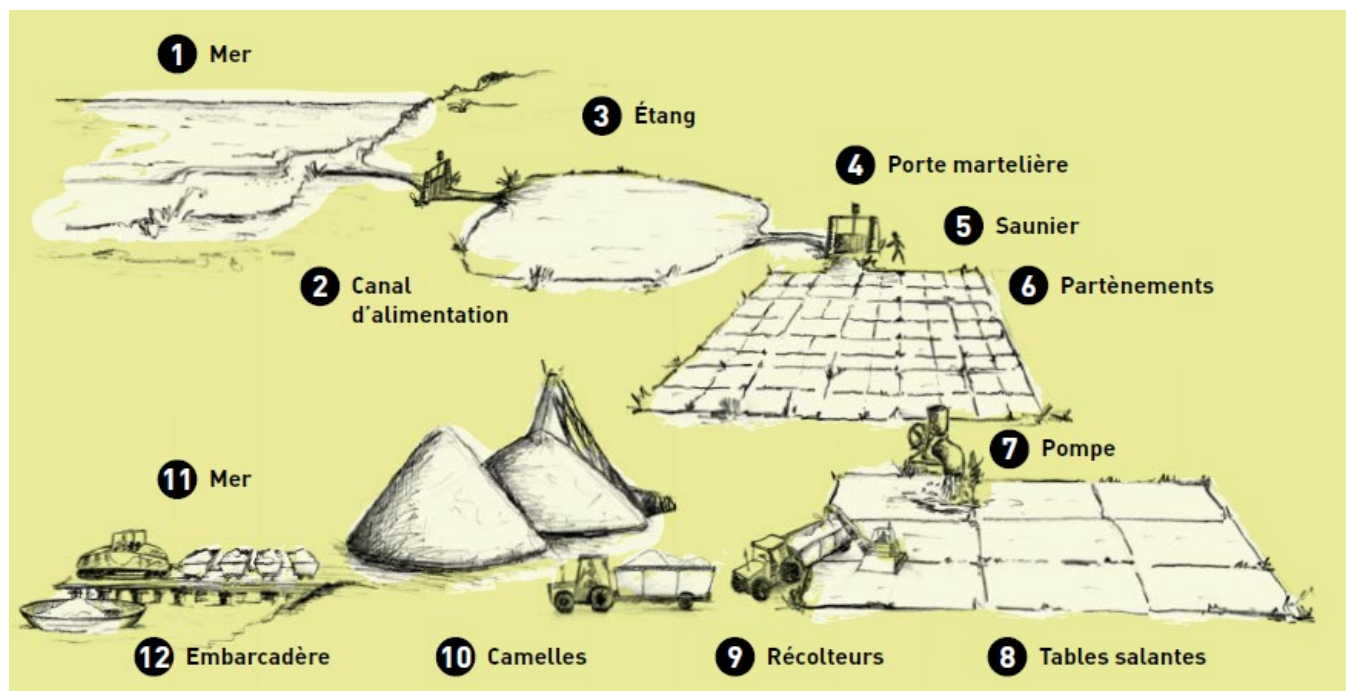 1 Mer
3 Étang
4 Porte martelière
5 Saunier
2 Canal
d'alimentation
6 Partènements
7 Pompe
11 Mer
12 Embarcadère
10 Camelles
9 Récolteurs
8 Tables salantes